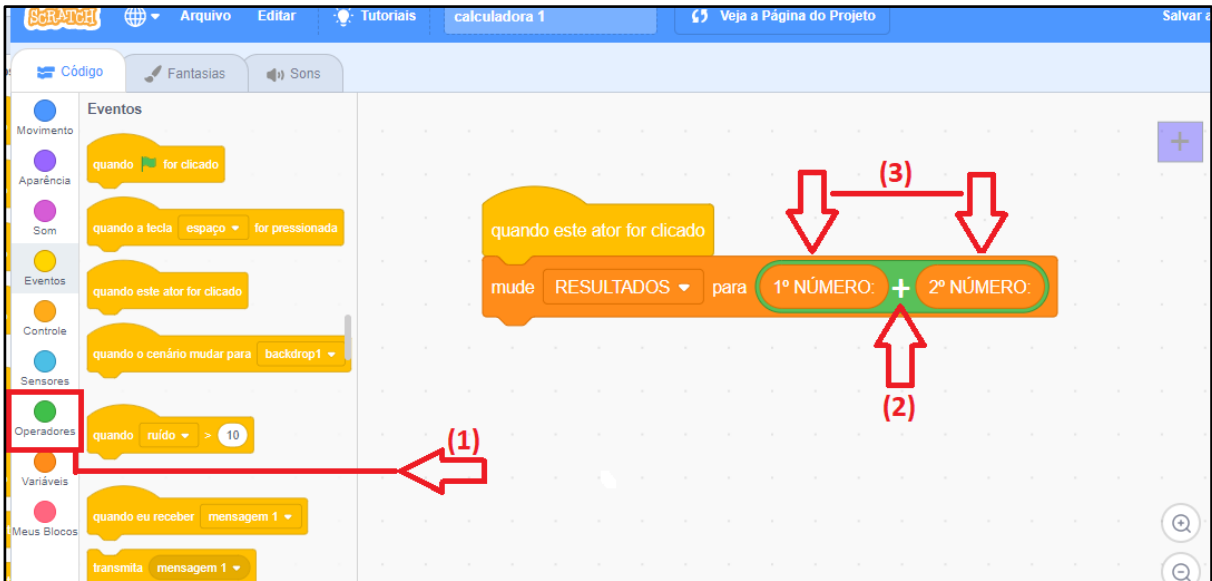 SCRATCH Arquivo Editar Tutoriais calculadora 1 Veja a Página do Projeto Salvar a
Código Fantasias Sons
Movimento
Aparência
Som
Eventos
Controle
Sensores
Operadores
Variáveis
Meus Blocos
Eventos
quando for clicado
quando a tecla espaço for pressionada
quando este ator for clicado
quando o cenário mudar para backdrop1
quando ruído > 10
quando eu receber mensagem 1
transmita mensagem 1
(3)
quando este ator for clicado
mude RESULTADOS para 1º NÚMERO: + 2º NÚMERO:
(2)
(1)